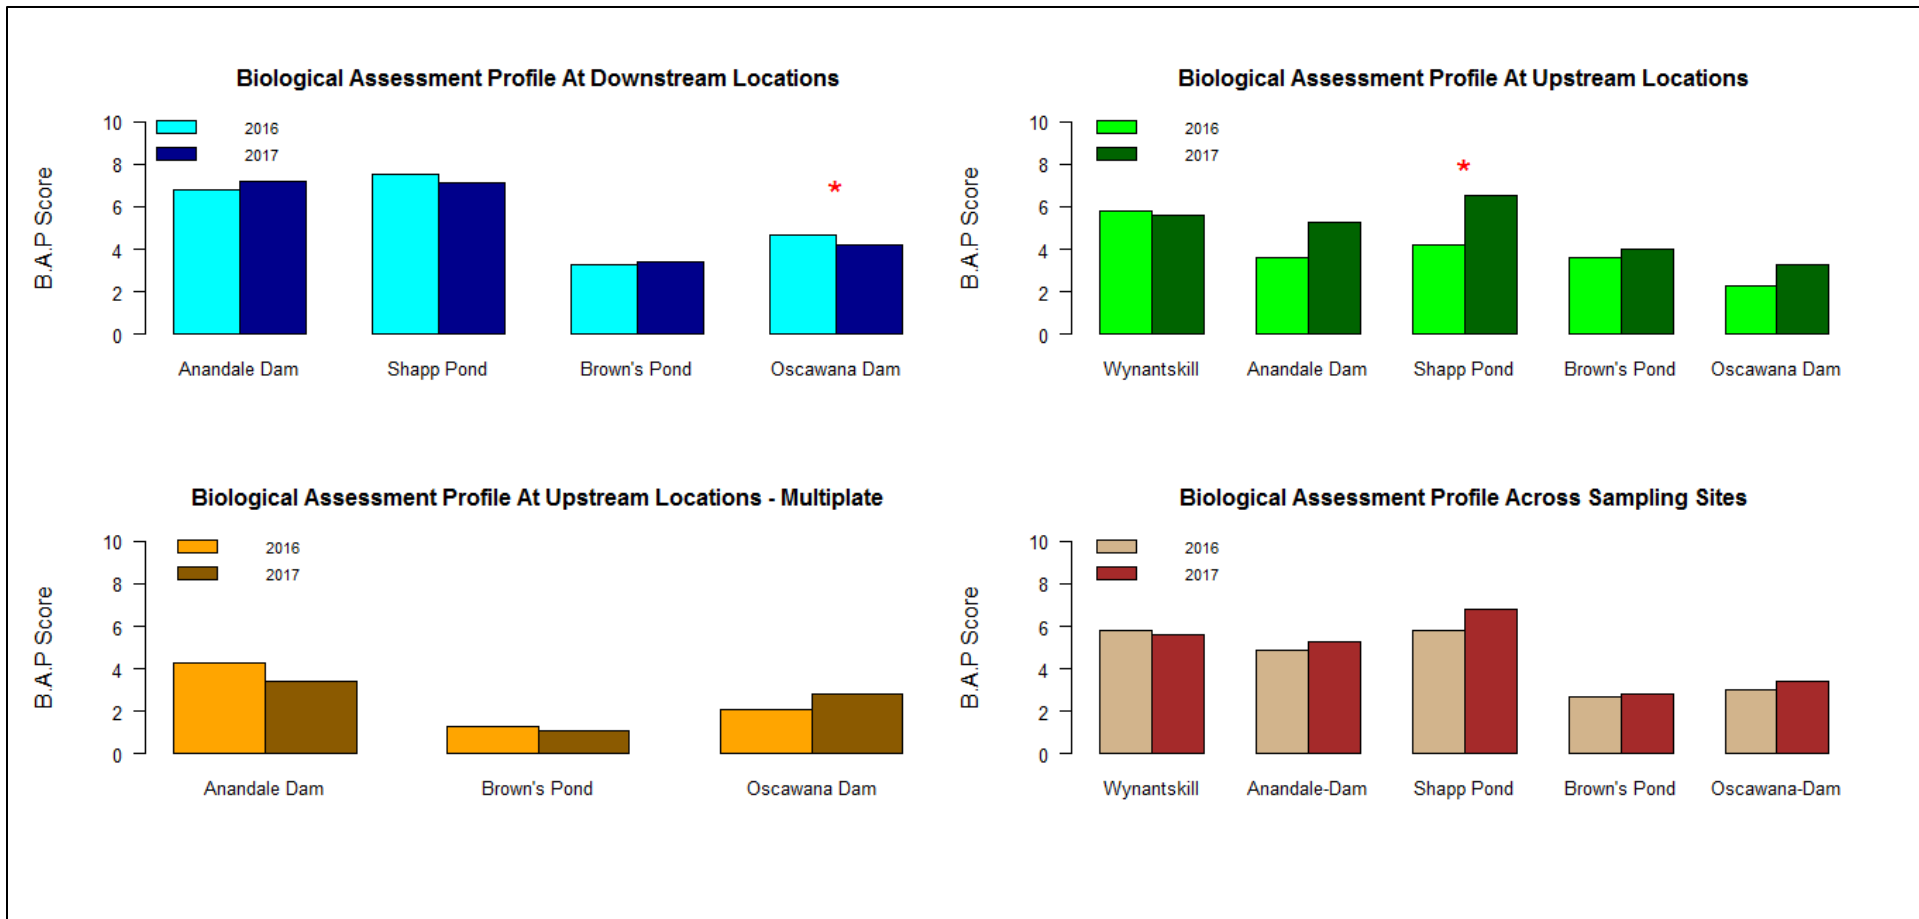 Biological Assessment Profile At Downstream Locations
10
8
6
4
2
0
B.A.P Score
2016
2017
*
Anandale Dam Shapp Pond Brown's Pond Oscawana Dam
Biological Assessment Profile At Upstream Locations
10
8
6
4
2
0
B.A.P Score
2016
2017
*
Wynantskill Anandale Dam Shapp Pond Brown's Pond Oscawana Dam
Biological Assessment Profile At Upstream Locations - Multiplate
10
8
6
4
2
0
B.A.P Score
2016
2017
Anandale Dam Brown's Pond Oscawana Dam
Biological Assessment Profile Across Sampling Sites
10
8
6
4
2
0
B.A.P Score
2016
2017
Wynantskill Anandale-Dam Shapp Pond Brown's Pond Oscawana-Dam